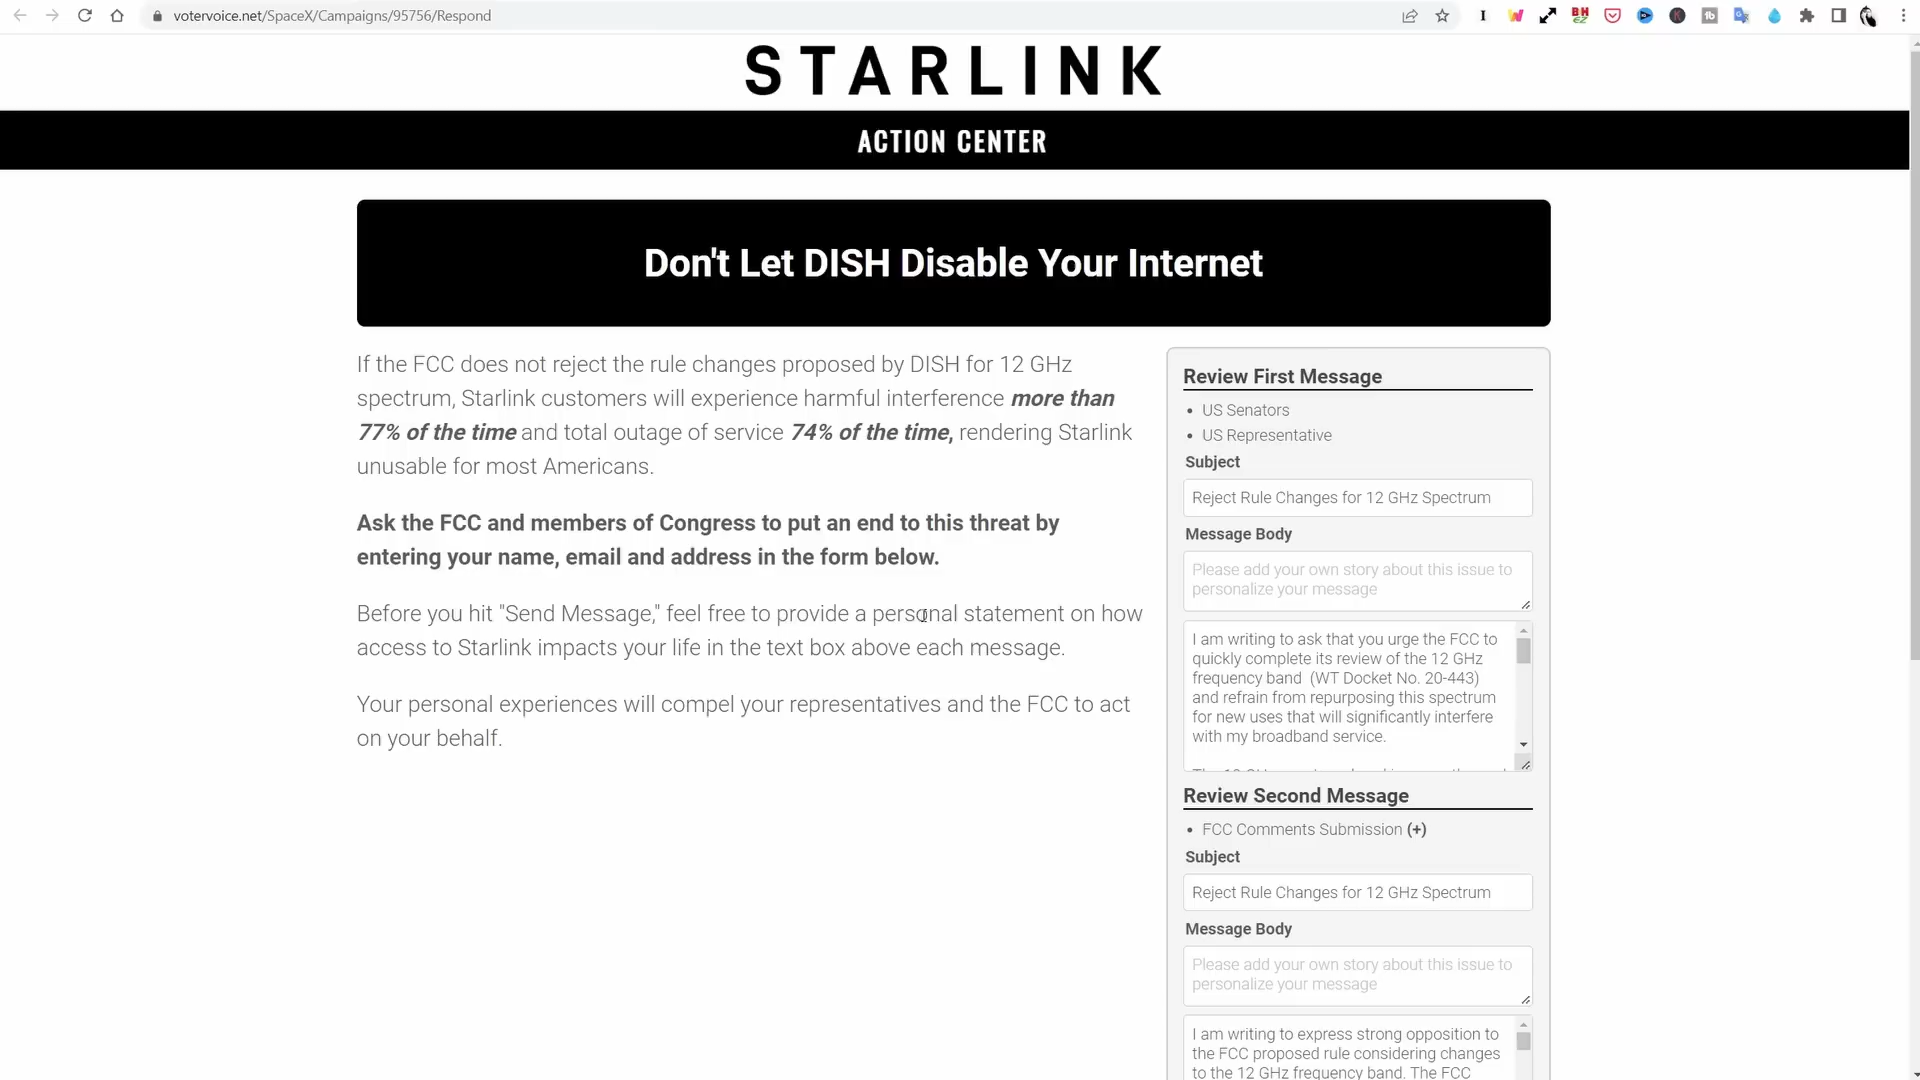 votervoice.net/SpaceX/Campaigns/95756/Respond
STARLINK
ACTION CENTER
Don't Let DISH Disable Your Internet
If the FCC does not reject the rule changes proposed by DISH for 12 GHz
spectrum, Starlink customers will experience harmful interference more than
77% of the time and total outage of service 74% of the time, rendering Starlink
unusable for most Americans.
Ask the FCC and members of Congress to put an end to this threat by
entering your name, email and address in the form below.
Before you hit "Send Message," feel free to provide a personal statement on how
access to Starlink impacts your life in the text box above each message.
Your personal experiences will compel your representatives and the FCC to act
on your behalf.
Review First Message
• US Senators
• US Representative
Subject
Reject Rule Changes for 12 GHz Spectrum
Message Body
Please add your own story about this issue to
personalize your message
I am writing to ask that you urge the FCC to
quickly complete its review of the 12 GHz
frequency band (WT Docket No. 20-443)
and refrain from repurposing this spectrum
for new uses that will significantly interfere
with my broadband service.
Review Second Message
• FCC Comments Submission (+)
Subject
Reject Rule Changes for 12 GHz Spectrum
Message Body
Please add your own story about this issue to
personalize your message
I am writing to express strong opposition to
the FCC proposed rule considering changes
to the 12 GHz frequency band. The FCC